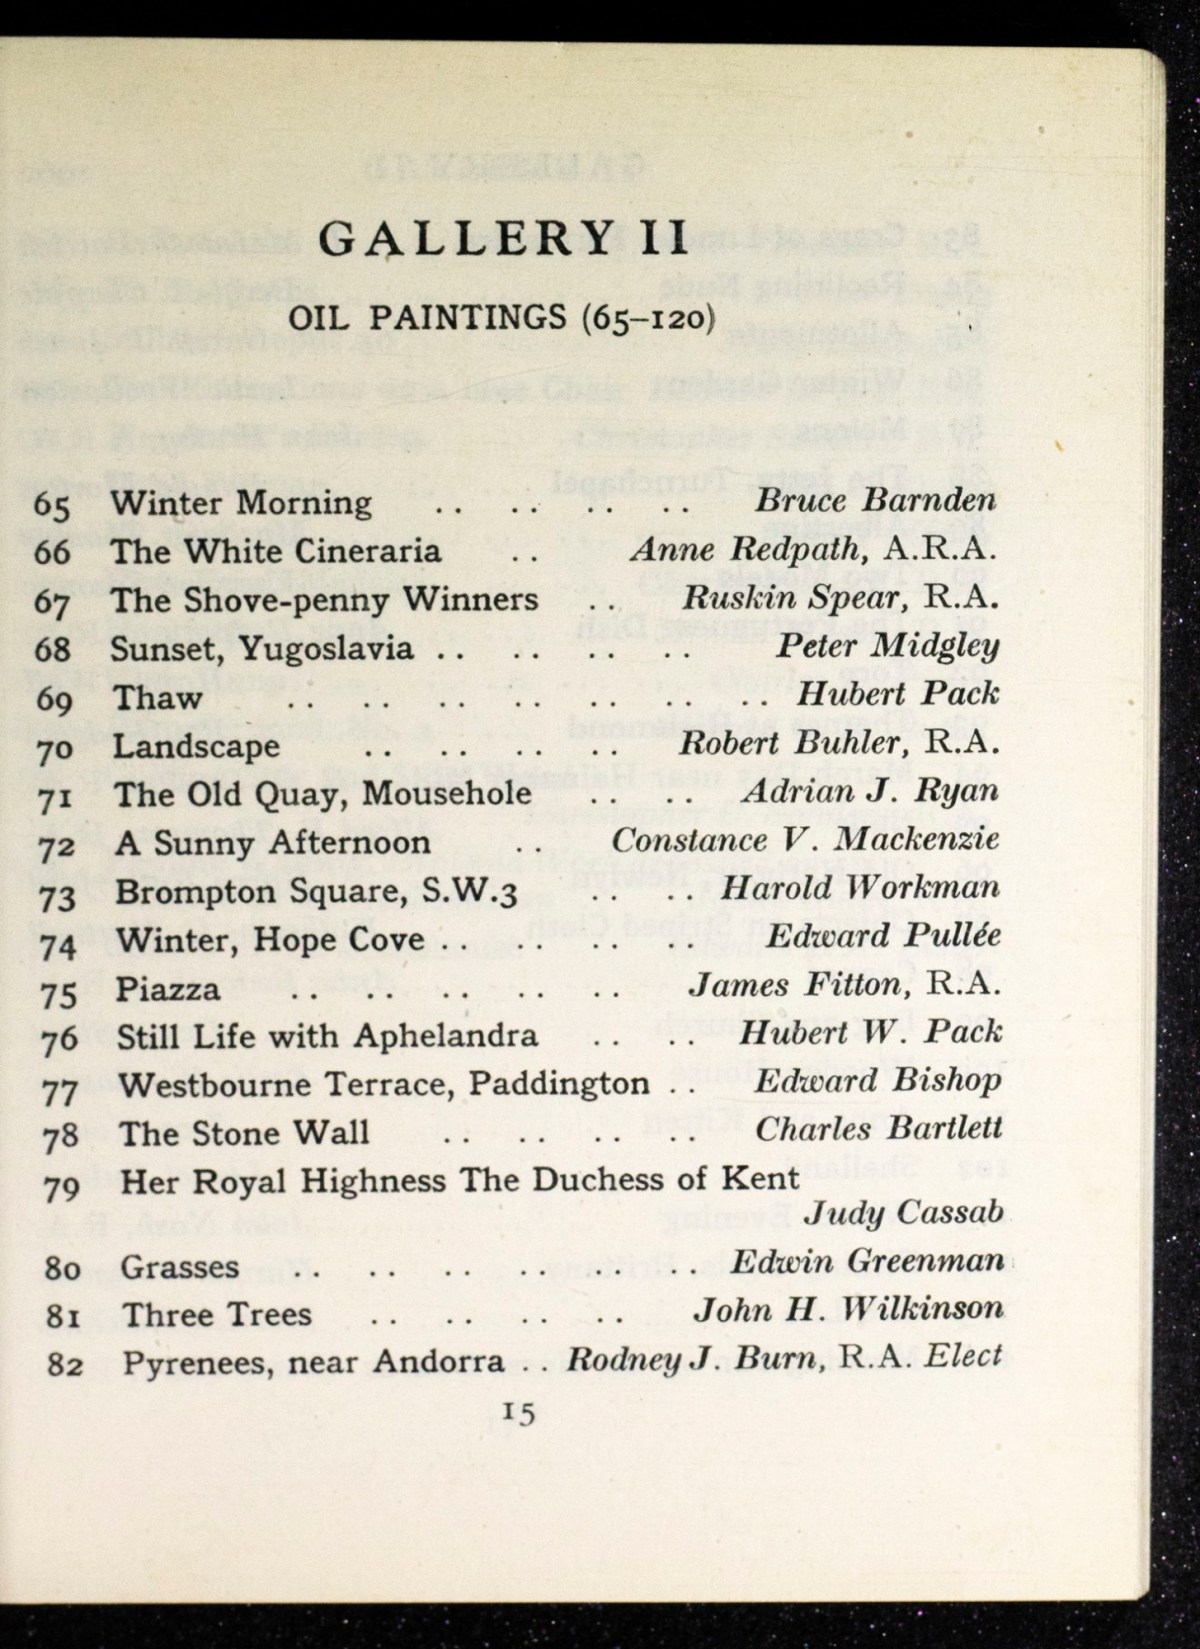 GALLERY II
OIL PAINTINGS (65–120)
65 Winter Morning .. .. .. .. Bruce Barnden
66 The White Cineraria .. Anne Redpath, A.R.A.
67 The Shove-penny Winners .. Ruskin Spear, R.A.
68 Sunset, Yugoslavia .. .. .. .. Peter Midgley
69 Thaw .. .. .. .. .. .. .. Hubert Pack
70 Landscape .. .. .. .. Robert Buhler, R.A.
71 The Old Quay, Mousehole .. .. Adrian J. Ryan
72 A Sunny Afternoon .. Constance V. Mackenzie
73 Brompton Square, S.W.3 .. .. Harold Workman
74 Winter, Hope Cove .. .. .. .. Edward Pullée
75 Piazza .. .. .. .. .. James Fitton, R.A.
76 Still Life with Aphelandra .. .. Hubert W. Pack
77 Westbourne Terrace, Paddington .. Edward Bishop
78 The Stone Wall .. .. .. .. Charles Bartlett
79 Her Royal Highness The Duchess of Kent
Judy Cassab
80 Grasses .. .. .. .. .. .. Edwin Greenman
81 Three Trees .. .. .. .. John H. Wilkinson
82 Pyrenees, near Andorra .. Rodney J. Burn, R.A. Elect
15